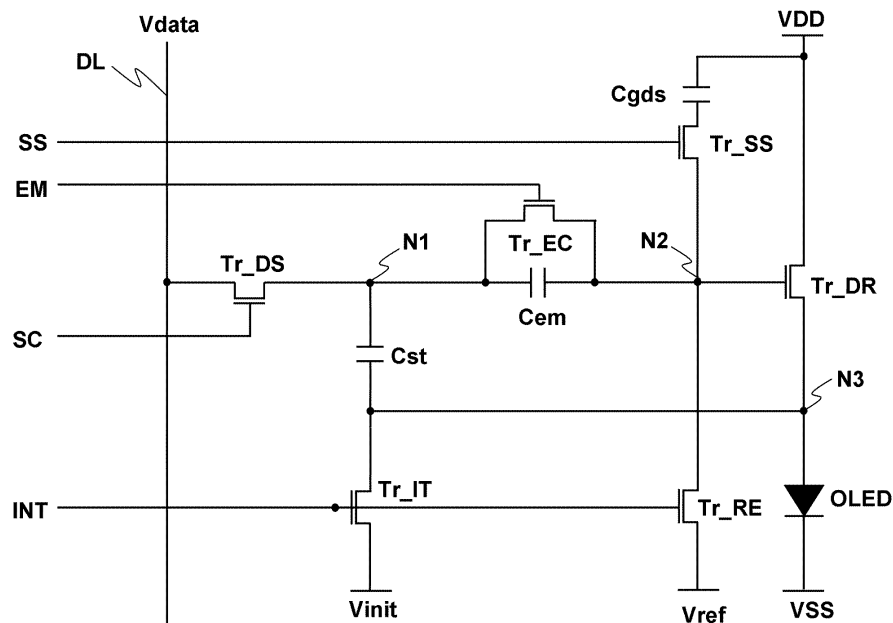 Vdata
VDD
DL
Cgds
SS
Tr_SS
EM
Tr_EC
N1
N2
Tr_DS
Tr_DR
Cem
SC
Cst
N3
Tr_IT
INT
Tr_RE
OLED
Vinit
Vref
VSS